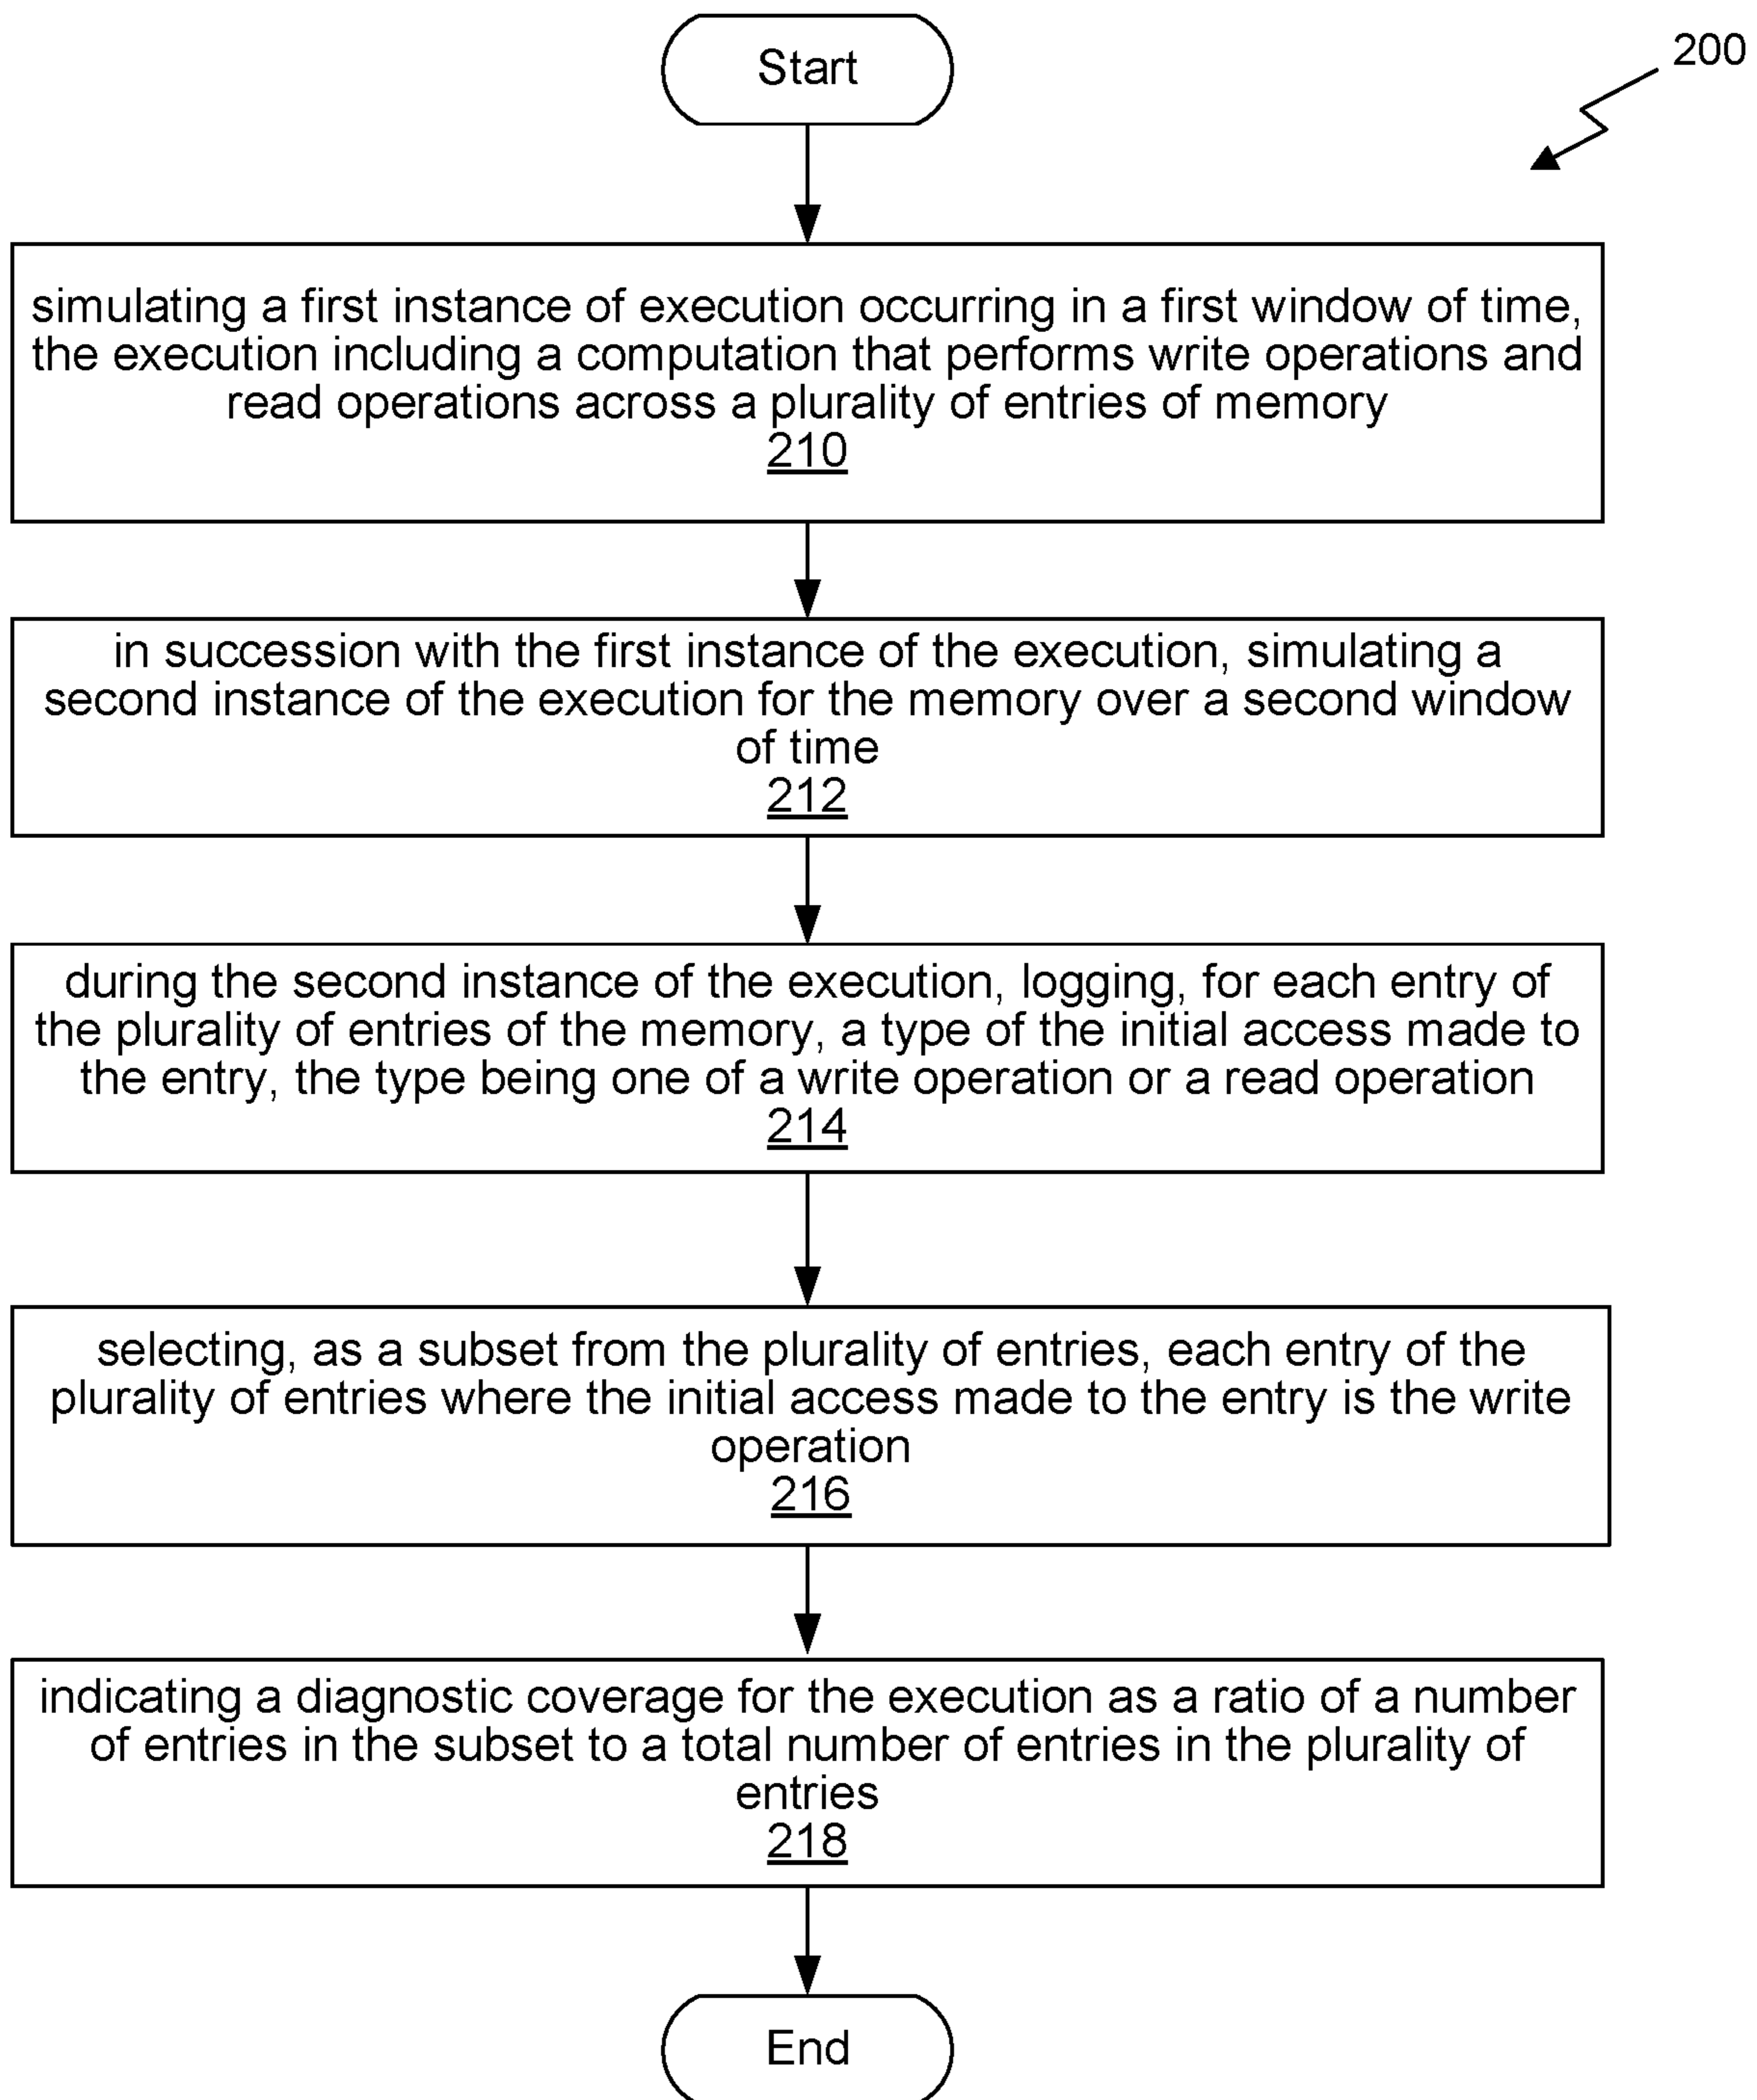 Start
200
simulating a first instance of execution occurring in a first window of time,
the execution including a computation that performs write operations and
read operations across a plurality of entries of memory
210
in succession with the first instance of the execution, simulating a
second instance of the execution for the memory over a second window
of time
212
during the second instance of the execution, logging, for each entry of
the plurality of entries of the memory, a type of the initial access made to
the entry, the type being one of a write operation or a read operation
214
selecting, as a subset from the plurality of entries, each entry of the
plurality of entries where the initial access made to the entry is the write
operation
216
indicating a diagnostic coverage for the execution as a ratio of a number
of entries in the subset to a total number of entries in the plurality of
entries
218
End